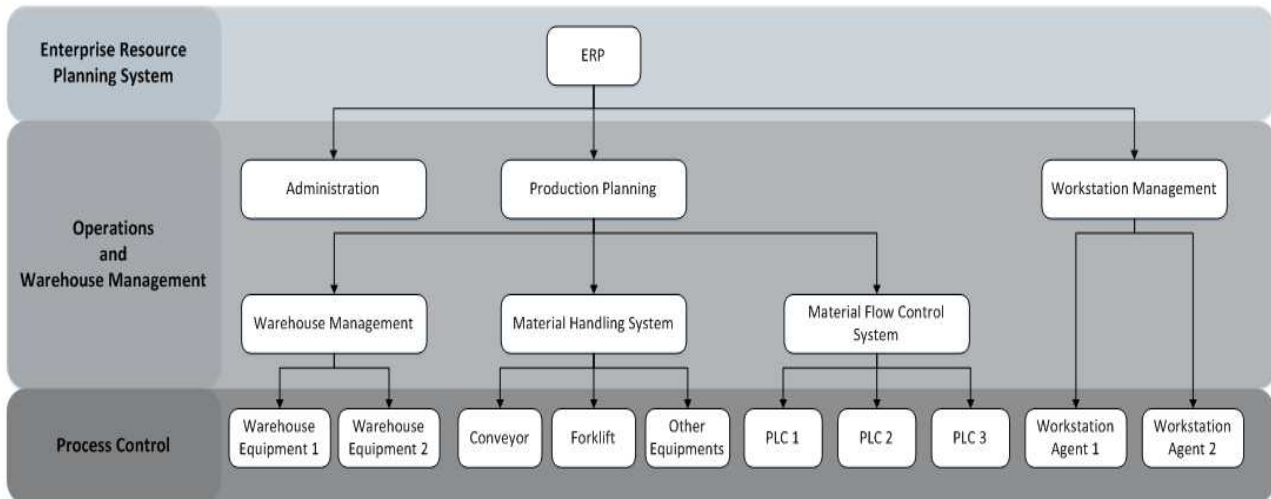 Enterprise Resource
Planning System
ERP
Operations
and
Warehouse Management
Administration
Production Planning
Workstation Management
Warehouse Management
Material Handling System
Material Flow Control
System
Process Control
Warehouse
Equipment 1
Warehouse
Equipment 2
Conveyor
Forklift
Other
Equipments
PLC 1
PLC 2
PLC 3
Workstation
Agent 1
Workstation
Agent 2